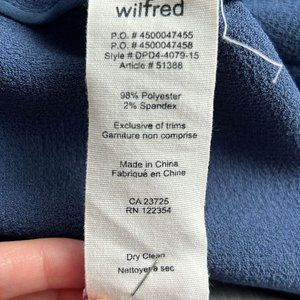 wilfred
P.O. # 4500047455
P.O. # 4500047458
Style # DPD4-4079-15
Article # 51388
98% Polyester
2% Spandex
Exclusive of trims
Garniture non comprise
Made in China
Fabriqué en Chine
CA 23725
RN 122354
Dry Clean
Nettoyer à sec